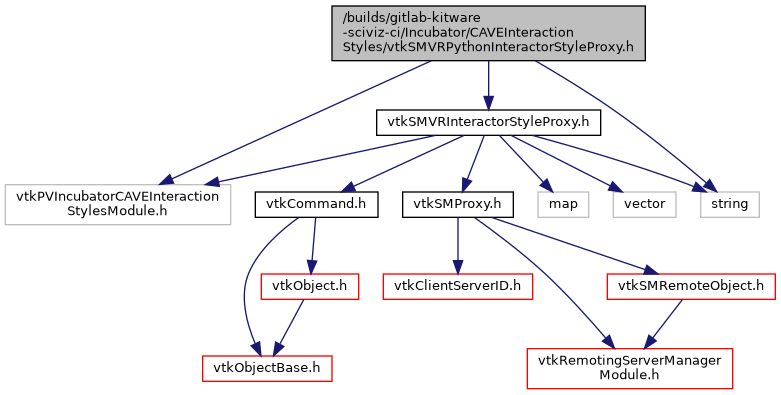 /builds/gitlab-kitware
-sciviz-ci/Incubator/CAVEInteraction
Styles/vtkSMVRPythonInteractorStyleProxy.h
vtkSMVRInteractorStyleProxy.h
vtkPVIncubatorCAVEInteraction
StylesModule.h
vtkCommand.h
vtkSMProxy.h
map
vector
string
vtkObject.h
vtkClientServerID.h
vtkSMRemoteObject.h
vtkObjectBase.h
vtkRemotingServerManager
Module.h